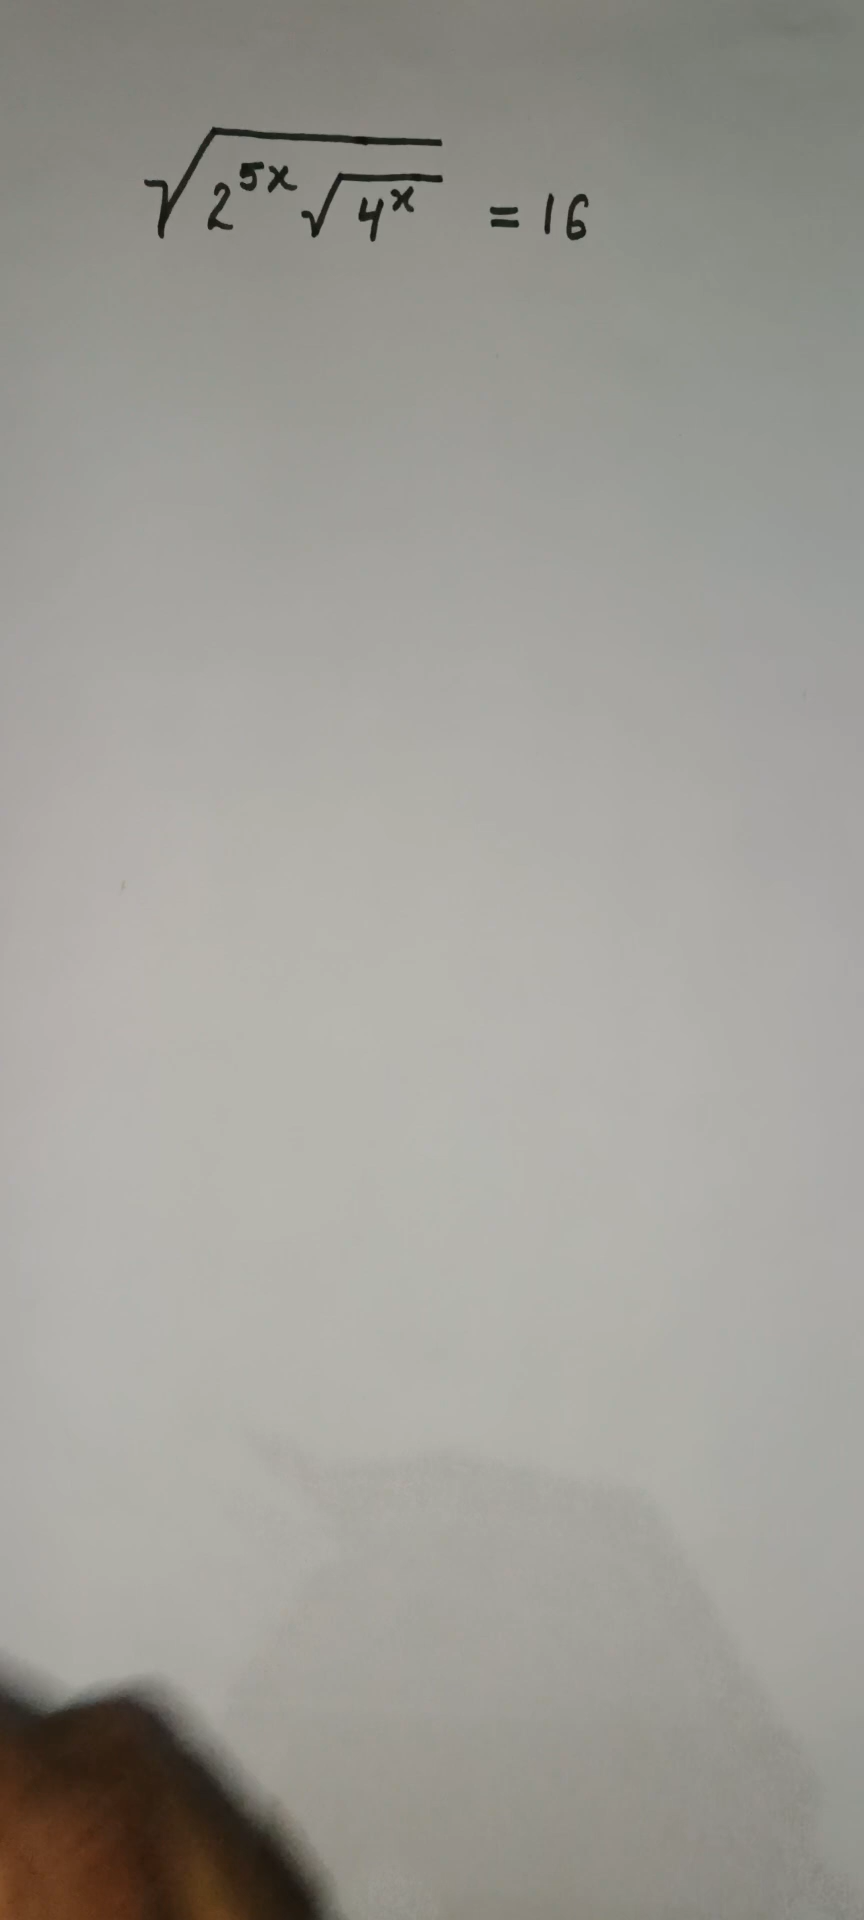 √(2^{5x}√(4^x)) = 16